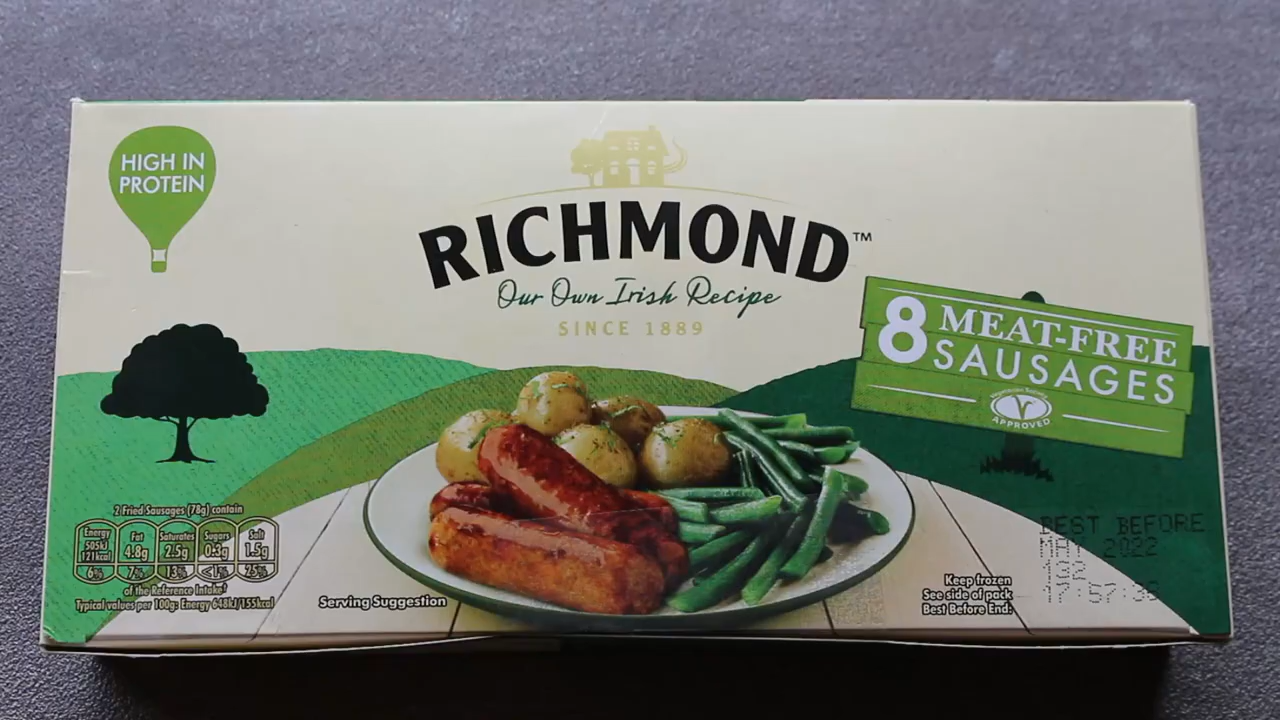 HIGH IN
PROTEIN
RICHMOND™
Our Own Irish Recipe
SINCE 1889
8 MEAT-FREE
SAUSAGES
APPROVED
2 Fried Sausages (78g) contain
Energy Fat Saturates Sugars Salt
505kJ
121kcal 4.8g 2.5g 0.3g 1.5g
6% 7% 13% <1% 25%
of the Reference Intake*
Typical values per 100g: Energy 648kJ/155kcal
Serving Suggestion
Keep frozen
See side of pack
Best Before End:
BEST BEFORE
MAY 2022
192
17:57:38